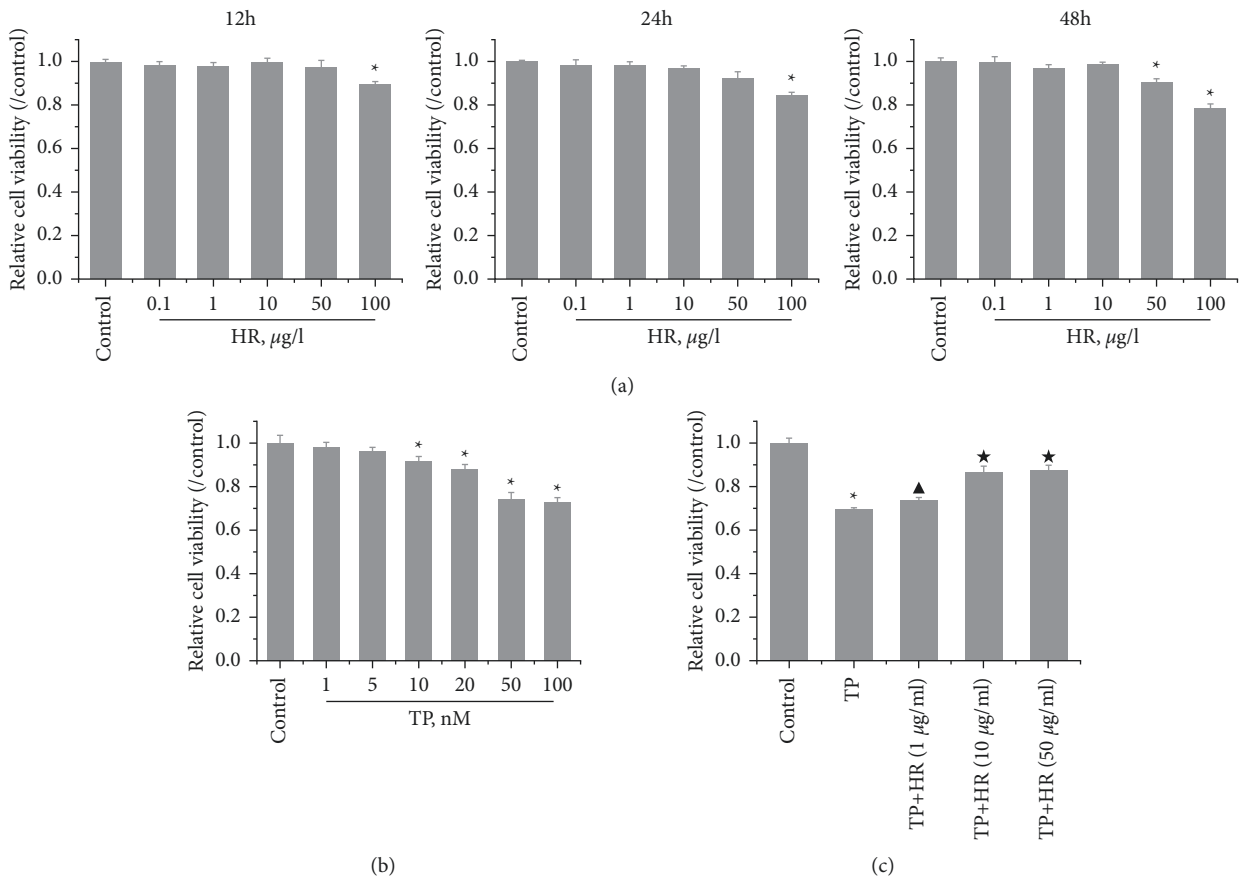 12h
Relative cell viability (/control)
1.0
0.8
0.6
0.4
0.2
0.0
*
Control
0.1
1
10
50
100
HR, µg/l
24h
Relative cell viability (/control)
1.0
0.8
0.6
0.4
0.2
0.0
*
Control
0.1
1
10
50
100
HR, µg/l
48h
Relative cell viability (/control)
1.0
0.8
0.6
0.4
0.2
0.0
*
*
Control
0.1
1
10
50
100
HR, µg/l
(a)
Relative cell viability (/control)
1.0
0.8
0.6
0.4
0.2
0.0
*
*
*
*
Control
1
5
10
20
50
100
TP, nM
(b)
Relative cell viability (/control)
1.0
0.8
0.6
0.4
0.2
0.0
*
▲
★
★
Control
TP
TP+HR (1 µg/ml)
TP+HR (10 µg/ml)
TP+HR (50 µg/ml)
(c)